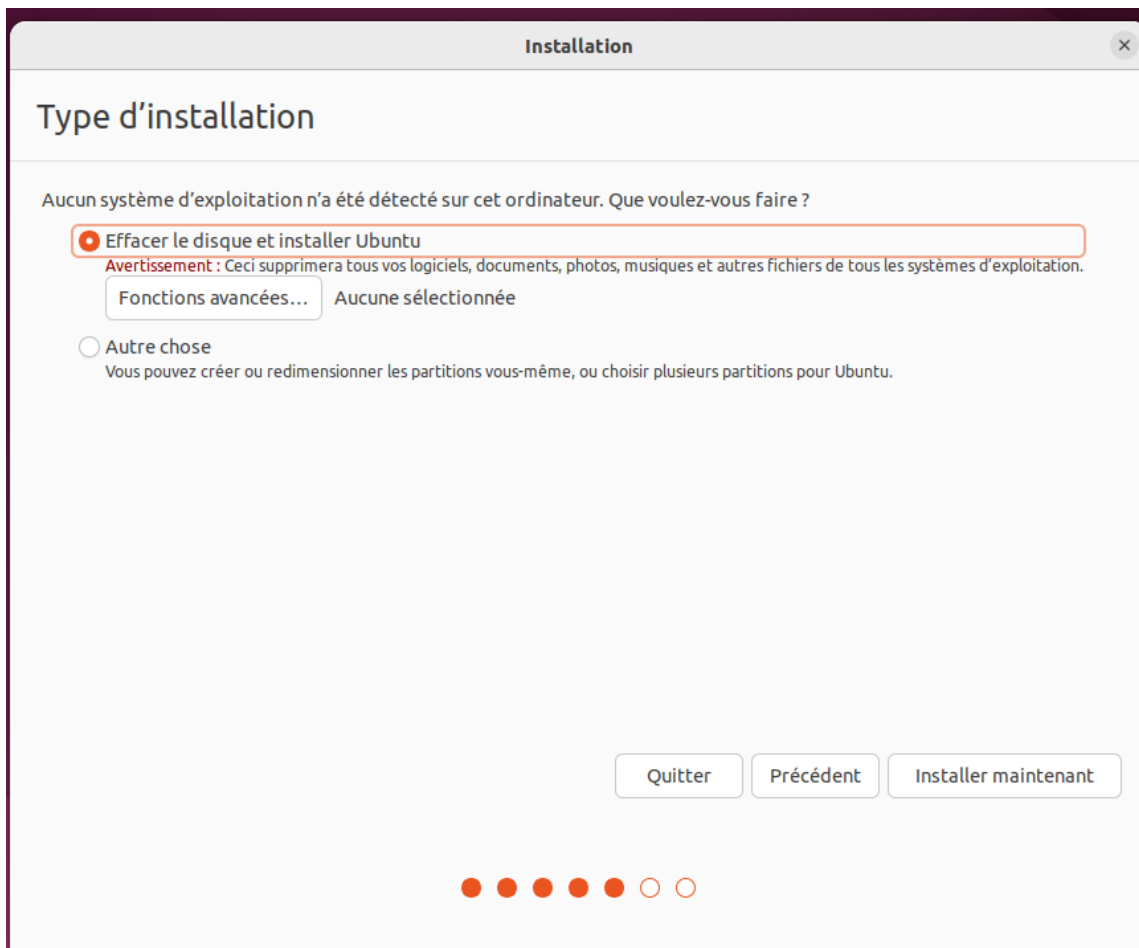 Installation
Type d’installation
Aucun système d’exploitation n’a été détecté sur cet ordinateur. Que voulez-vous faire ?
Effacer le disque et installer Ubuntu
Avertissement : Ceci supprimera tous vos logiciels, documents, photos, musiques et autres fichiers de tous les systèmes d’exploitation.
Fonctions avancées… Aucune sélectionnée
Autre chose
Vous pouvez créer ou redimensionner les partitions vous-même, ou choisir plusieurs partitions pour Ubuntu.
Quitter Précédent Installer maintenant